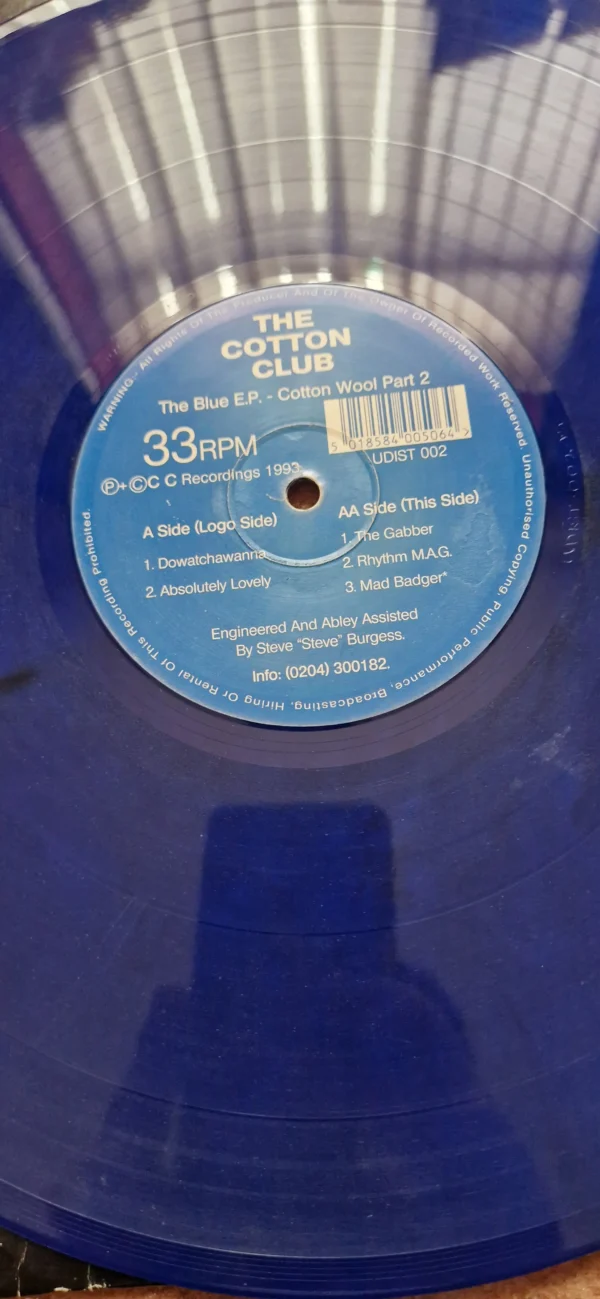 WARNING:- All Rights Of The Producer And Of The Owner Of Recorded Work Reserved. Unauthorised Copying, Public Performance, Broadcasting, Hiring Or Rental Of This Recording Prohibited.
THE
COTTON
CLUB
The Blue E.P. - Cotton Wool Part 2
33RPM
5 018584 005064 >
UDIST 002
Ⓟ+ⒸC C Recordings 1993
A Side (Logo Side)
1. Dowatchawanna
2. Absolutely Lovely
AA Side (This Side)
1. The Gabber
2. Rhythm M.A.G.
3. Mad Badger*
Engineered And Abley Assisted
By Steve "Steve" Burgess.
Info: (0204) 300182.